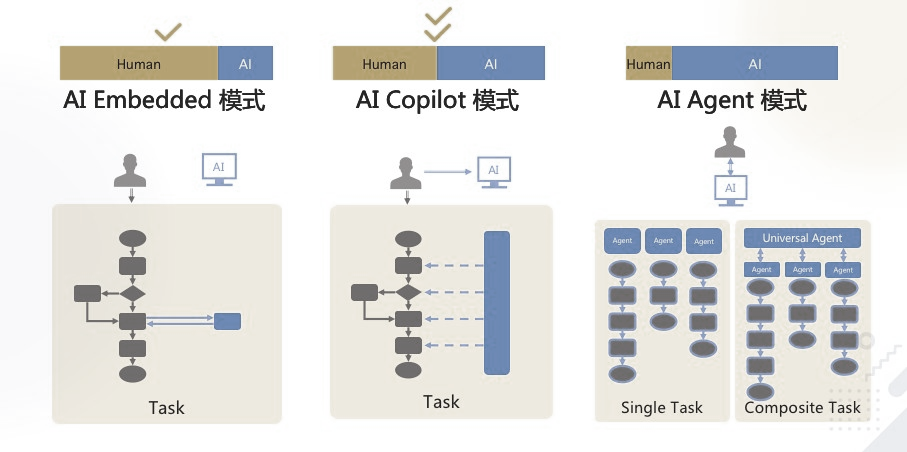 Human AI
AI Embedded 模式
AI
Task
Human AI
AI Copilot 模式
AI
Task
Human AI
AI Agent 模式
AI
Agent Agent Agent
Single Task
Universal Agent
Agent Agent Agent
Composite Task